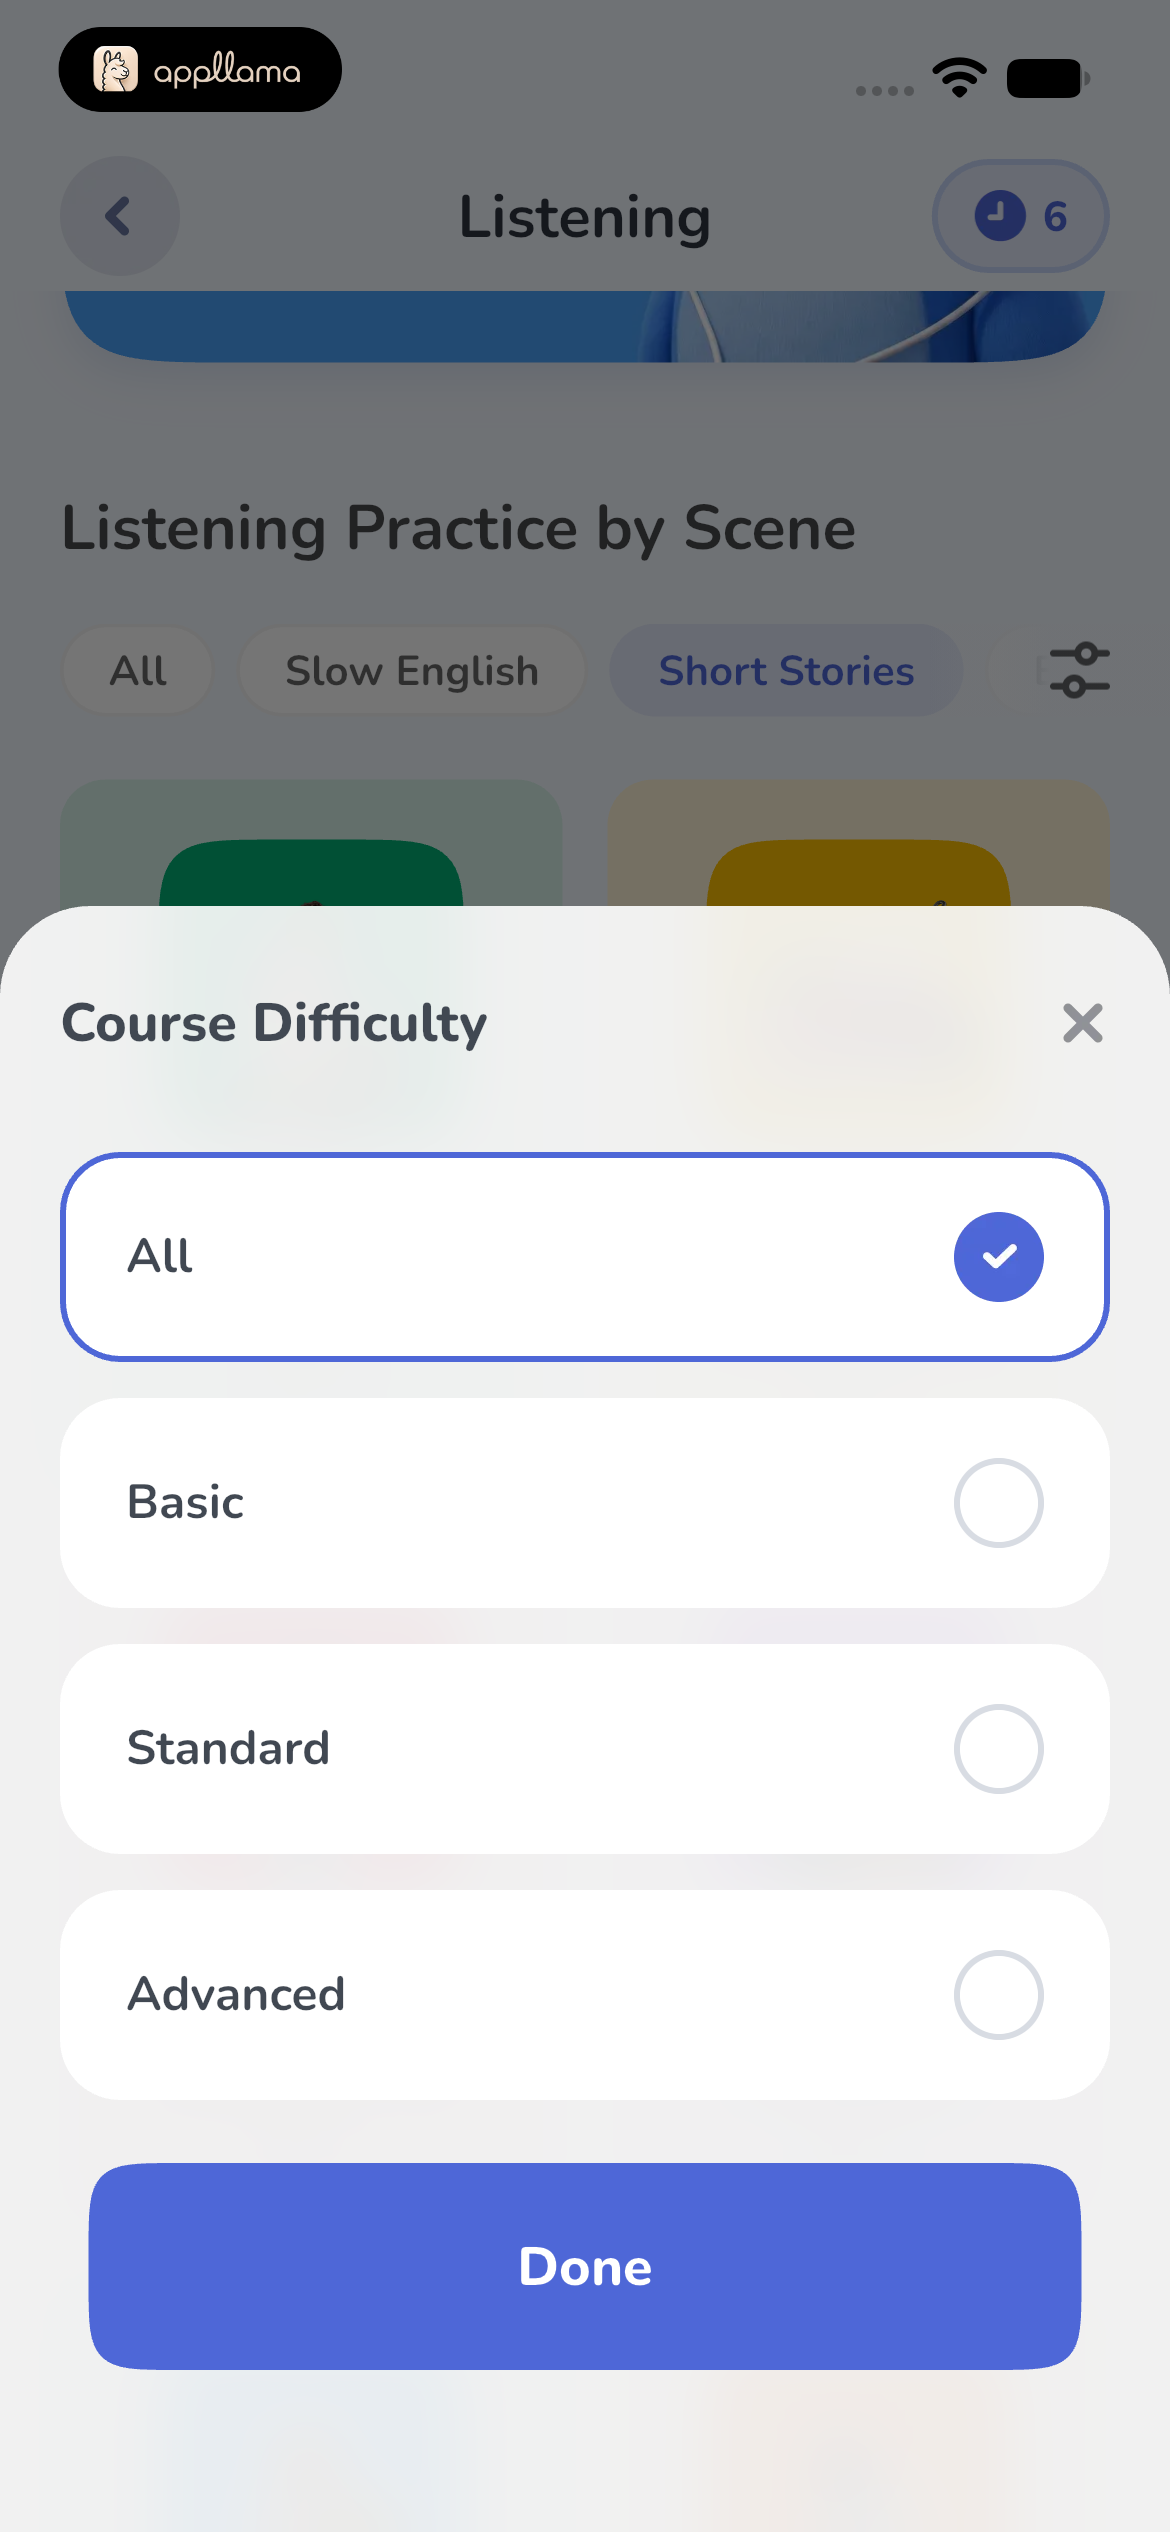 appllama
Listening
6
Listening Practice by Scene
All
Slow English
Short Stories
Course Difficulty
All
Basic
Standard
Advanced
Done